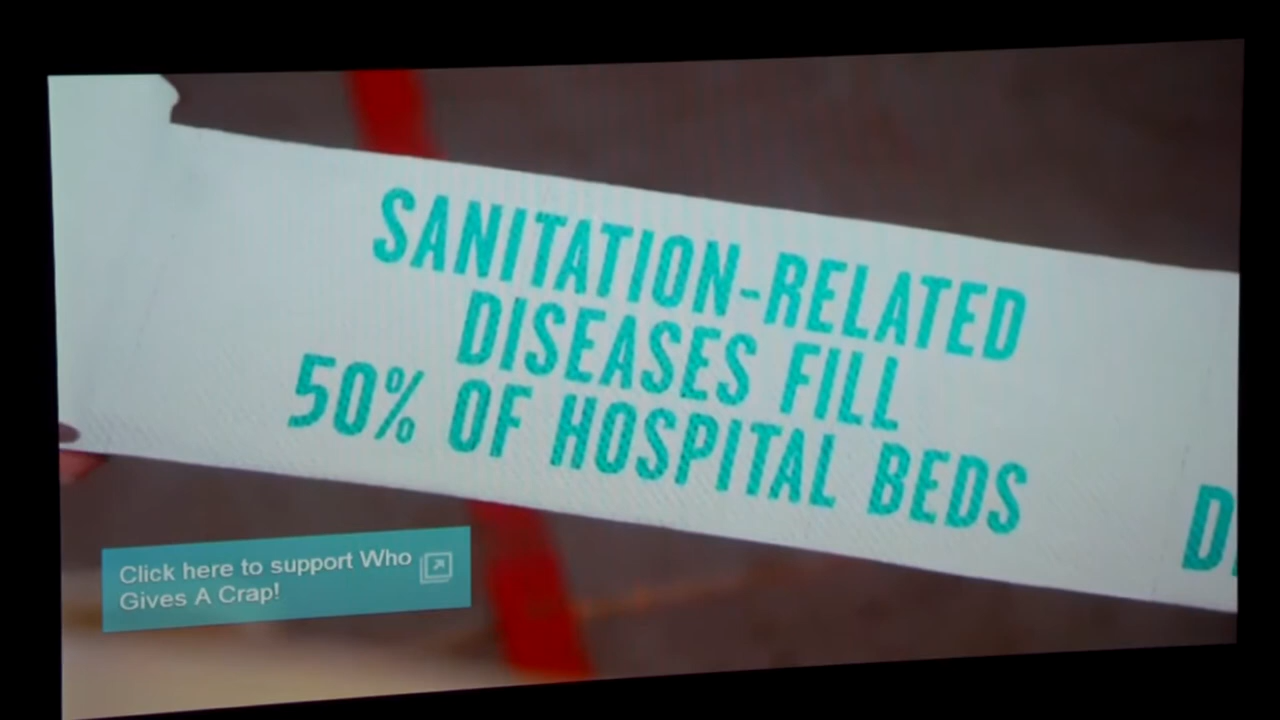 SANITATION-RELATED
DISEASES FILL
50% OF HOSPITAL BEDS
Click here to support Who
Gives A Crap!